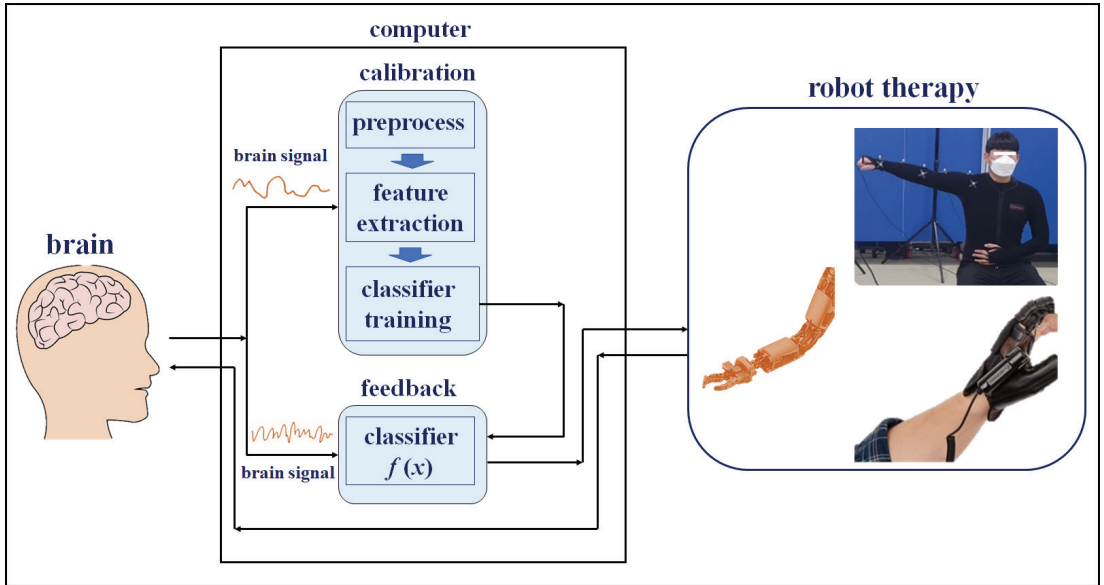 computer
calibration
preprocess
brain signal
feature
extraction
classifier
training
brain
feedback
classifier
f (x)
brain signal
robot therapy